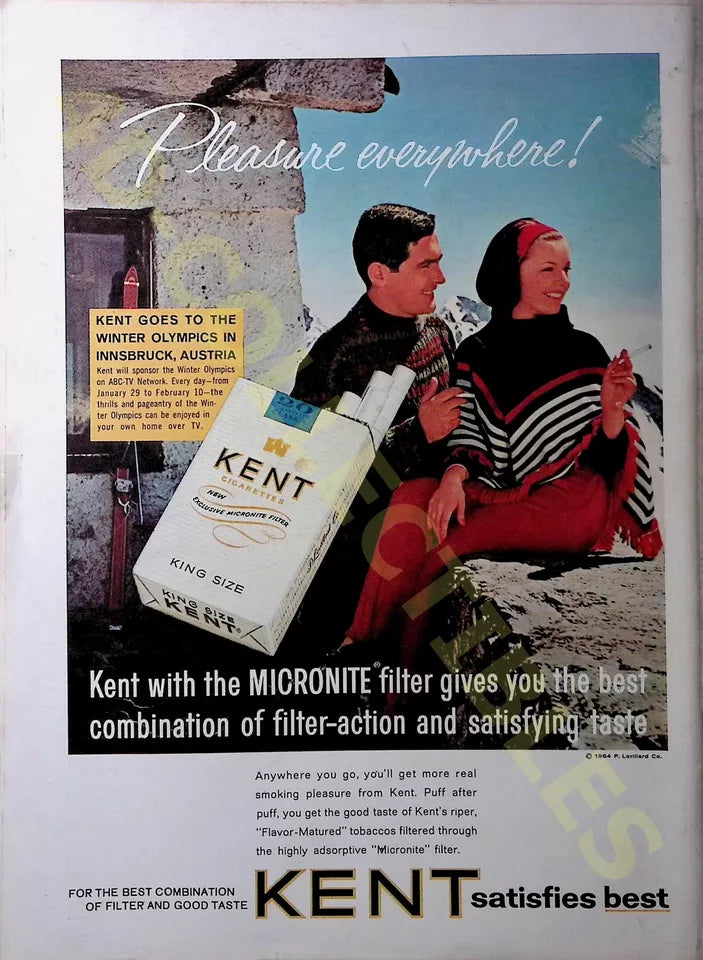 Pleasure everywhere!
KENT GOES TO THE
WINTER OLYMPICS IN
INNSBRUCK, AUSTRIA
Kent will sponsor the Winter Olympics
on ABC-TV Network. Every day—from
January 29 to February 10—the
thrills and pageantry of the Win-
ter Olympics can be enjoyed in
your own home over TV.
20
KENT
CIGARETTES
NEW
EXCLUSIVE MICRONITE FILTER
KING SIZE
KING SIZE
KENT®
Kent with the MICRONITE® filter gives you the best
combination of filter-action and satisfying taste
© 1964 P. Lorillard Co.
Anywhere you go, you'll get more real
smoking pleasure from Kent. Puff after
puff, you get the good taste of Kent's riper,
"Flavor-Matured" tobaccos filtered through
the highly adsorptive "Micronite" filter.
FOR THE BEST COMBINATION
OF FILTER AND GOOD TASTE
KENT satisfies best
COLLECTIBLES